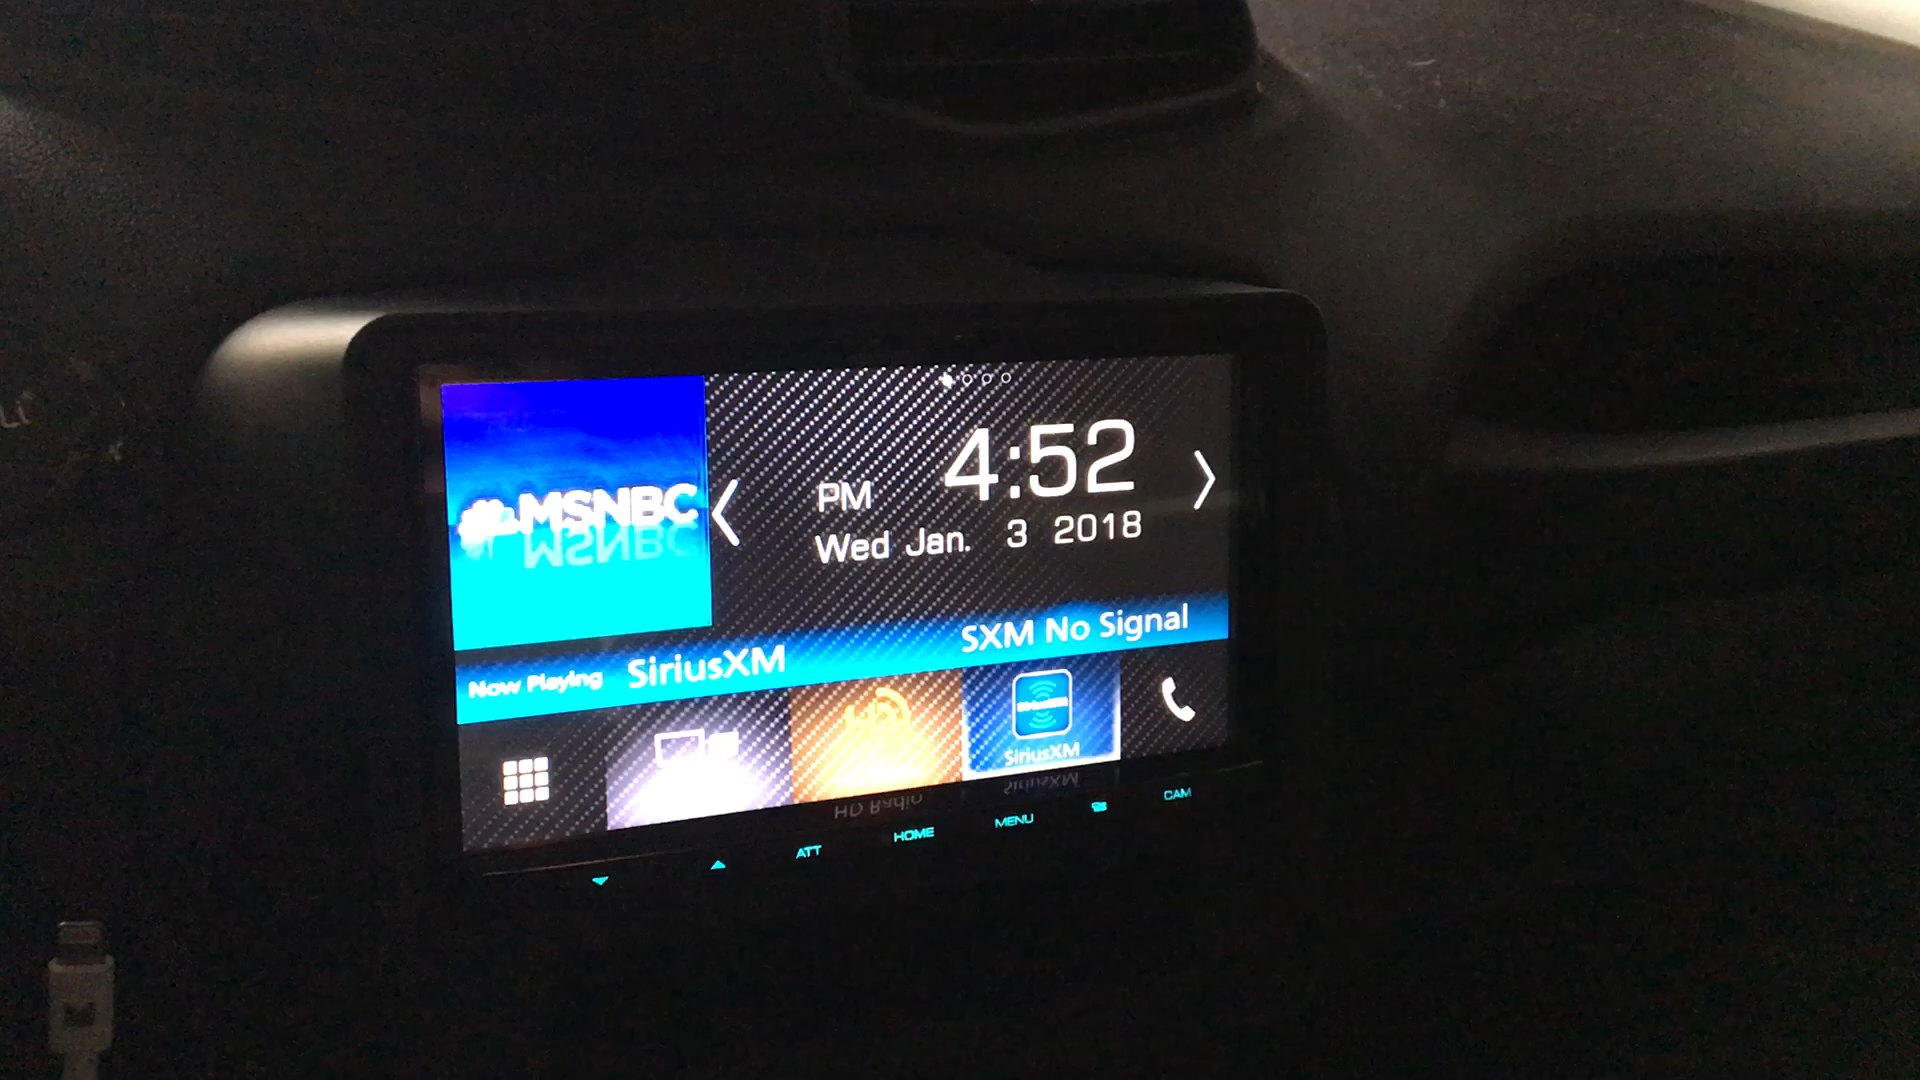 MSNBC
4:52
PM
Wed Jan. 3 2018
SXM No Signal
Now Playing SiriusXM
SiriusXM
HD Radio
ATT
HOME
MENU
CAM